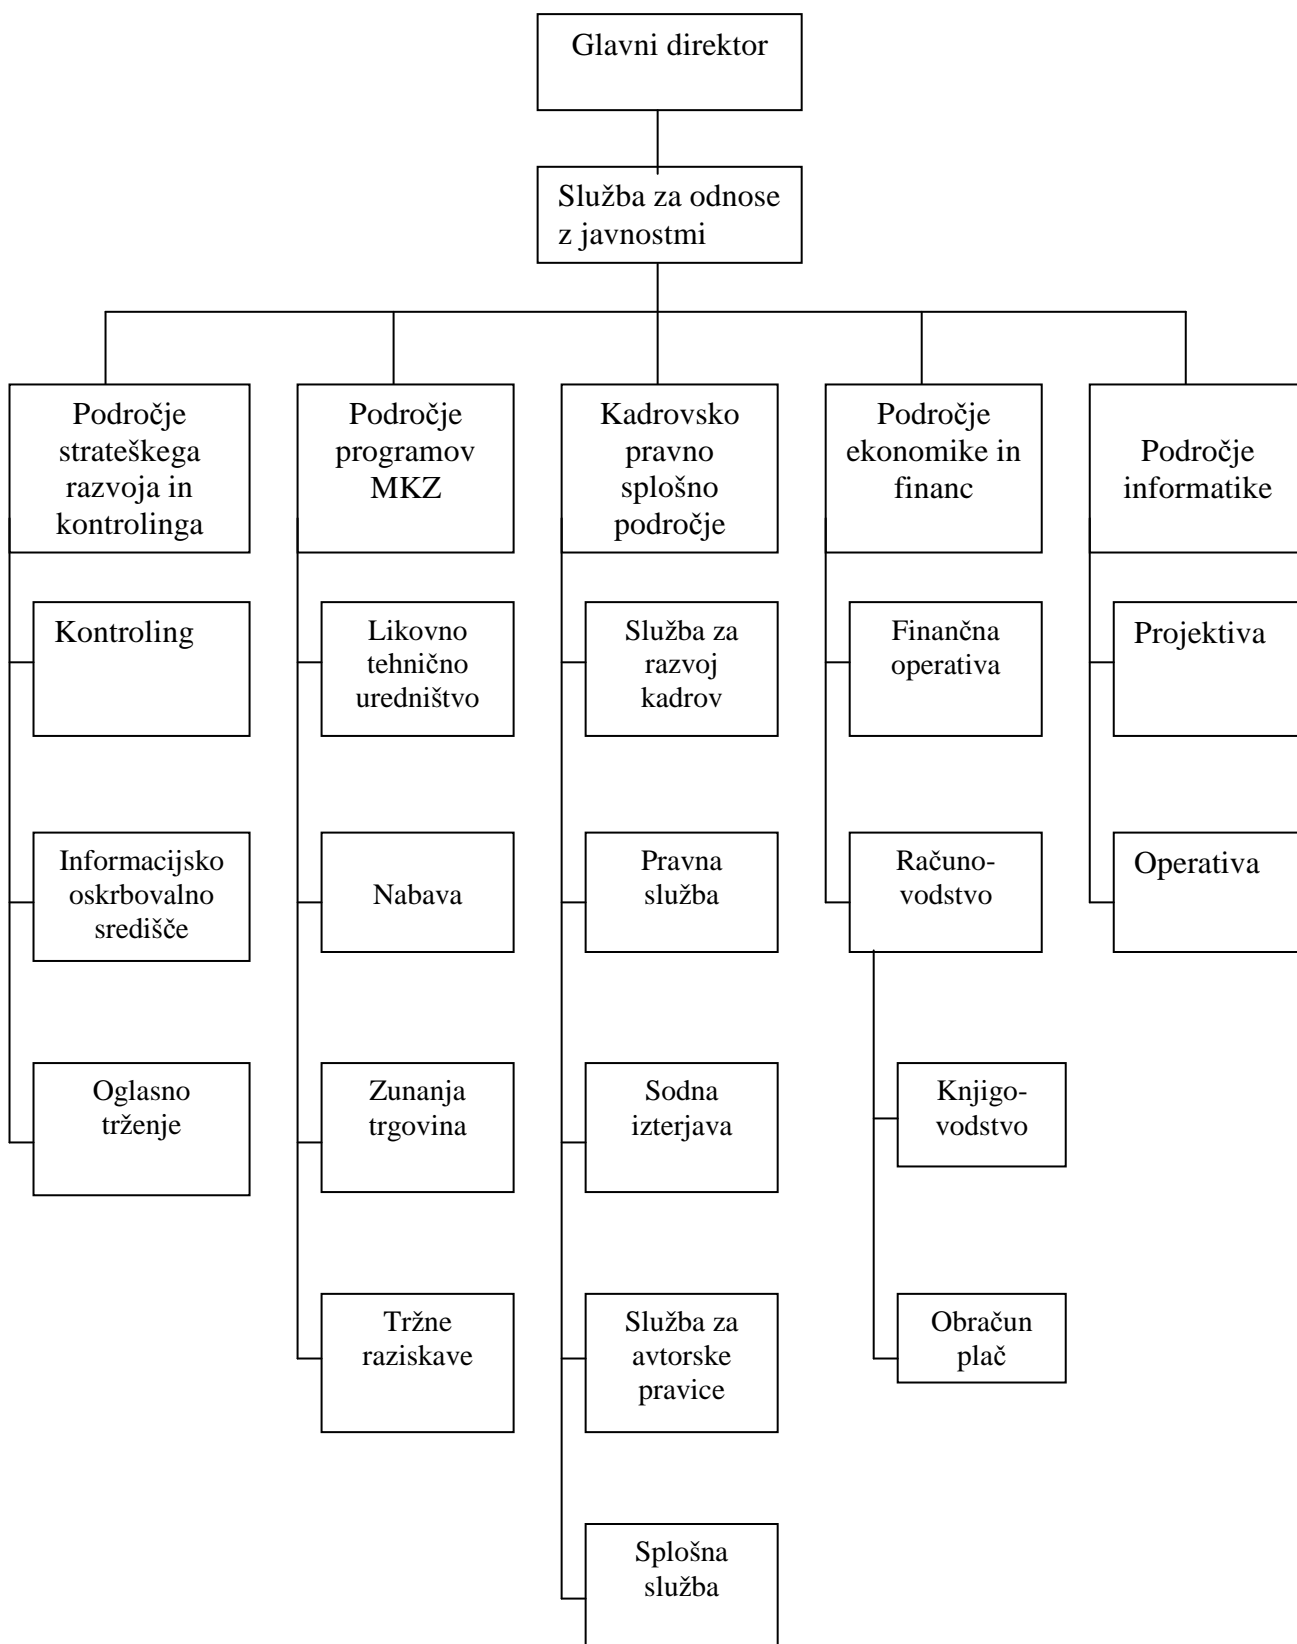 Glavni direktor
Služba za odnose
z javnostmi
Področje
strateškega
razvoja in
kontrolinga
Področje
programov
MKZ
Kadrovsko
pravno
splošno
področje
Področje
ekonomike in
financ
Področje
informatike
Kontroling
Likovno
tehnično
uredništvo
Služba za
razvoj
kadrov
Finančna
operativa
Projektiva
Informacijsko
oskrbovalno
središče
Nabava
Pravna
služba
Računo-
vodstvo
Operativa
Oglasno
trženje
Zunanja
trgovina
Sodna
izterjava
Knjigo-
vodstvo
Tržne
raziskave
Služba za
avtorske
pravice
Obračun
plač
Splošna
služba